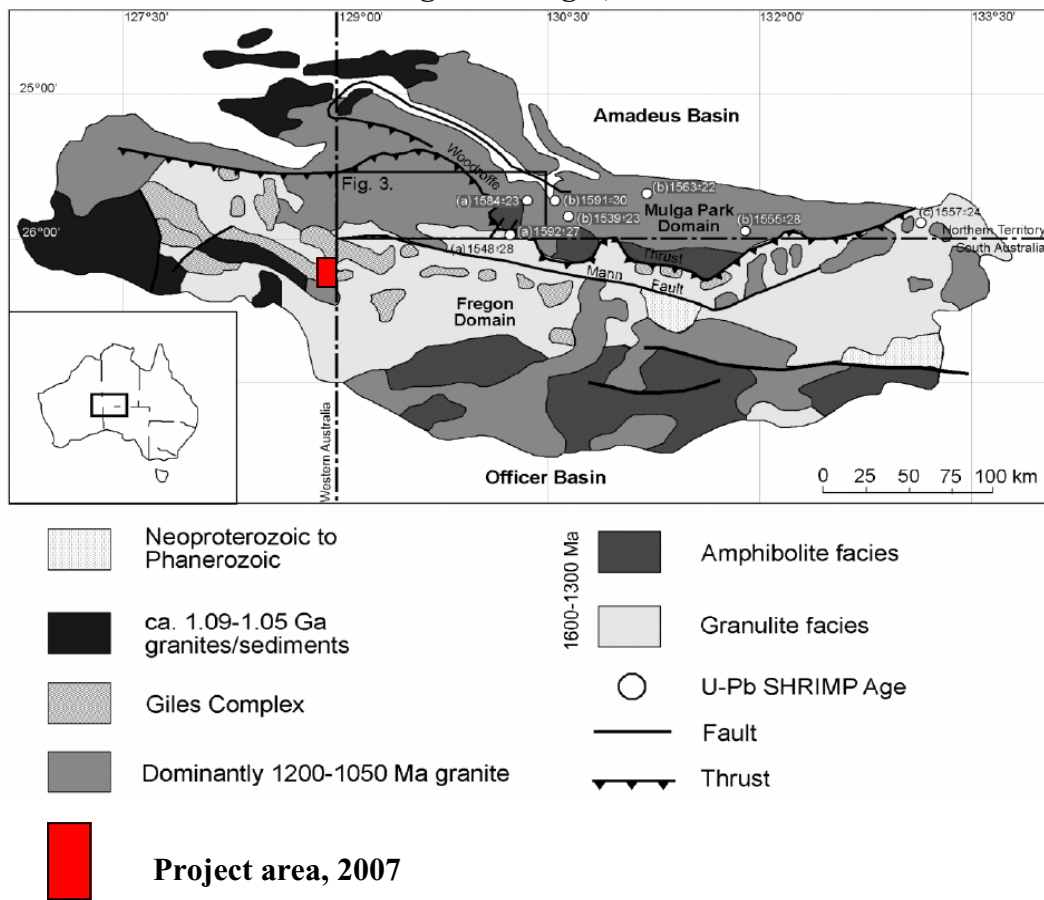 127°30'
129°00
130°30'
132°00
133°30'
25°00'
26°00'
Amadeus Basin
Woodroffe
Fig. 3.
(a)1584±23
(b)1591±30
(b)1563±22
(b)1539±23
Mulga Park
Domain
(b)1555±28
(c)1557±24
Northern Territory
South Australia
(a)1592±27
(a)1548±28
Thrust
Mann
Fault
Fregon
Domain
Western Australia
Officer Basin
0 25 50 75 100 km
Neoproterozoic to
Phanerozoic
ca. 1.09-1.05 Ga
granites/sediments
Giles Complex
Dominantly 1200-1050 Ma granite
1600-1300 Ma
Amphibolite facies
Granulite facies
U-Pb SHRIMP Age
Fault
Thrust
Project area, 2007